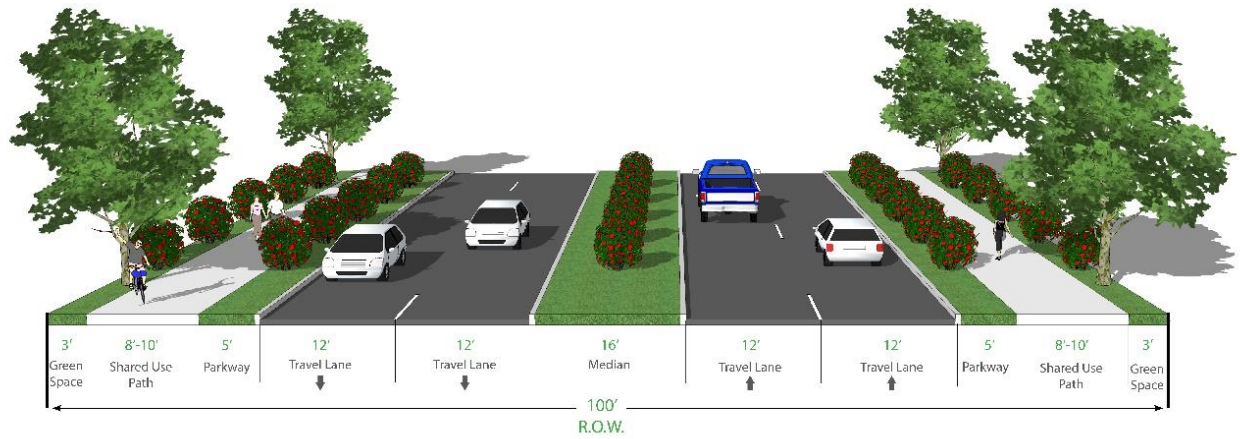 3'
Green
Space
8'-10'
Shared Use
Path
5'
Parkway
12'
Travel Lane
12'
Travel Lane
16'
Median
12'
Travel Lane
12'
Travel Lane
5'
Parkway
8'-10'
Shared Use
Path
3'
Green
Space
100'
R.O.W.